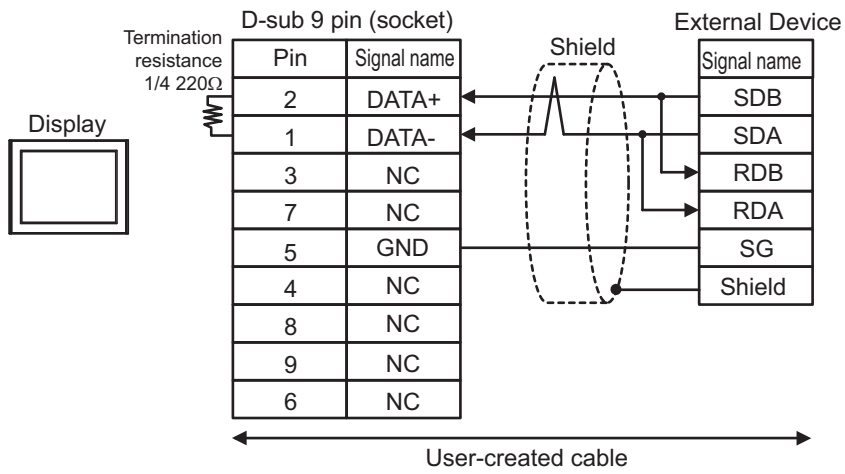 D-sub 9 pin (socket)
External Device
Termination
resistance
1/4 220Ω
Shield
Pin Signal name
Signal name
2 DATA+
SDB
Display
1 DATA-
SDA
3 NC
RDB
7 NC
RDA
5 GND
SG
4 NC
Shield
8 NC
9 NC
6 NC
User-created cable